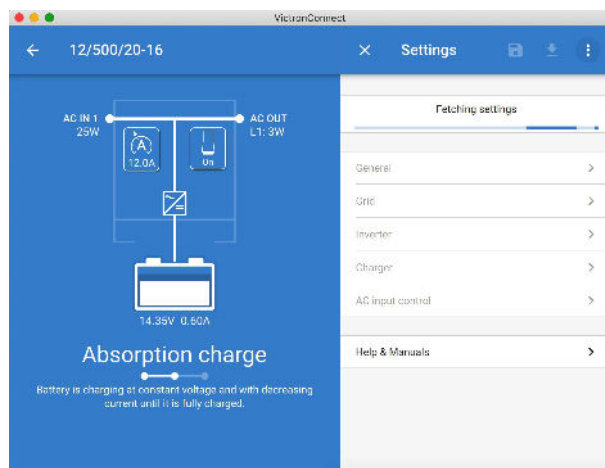 VictronConnect
12/500/20-16
Settings
AC IN 1
25W
AC OUT
L1: 3W
12.0A
On
14.35V 0.60A
Absorption charge
Battery is charging at constant voltage and with decreasing
current until it is fully charged.
Fetching settings
General
Grid
Inverter
Charger
AC input control
Help & Manuals